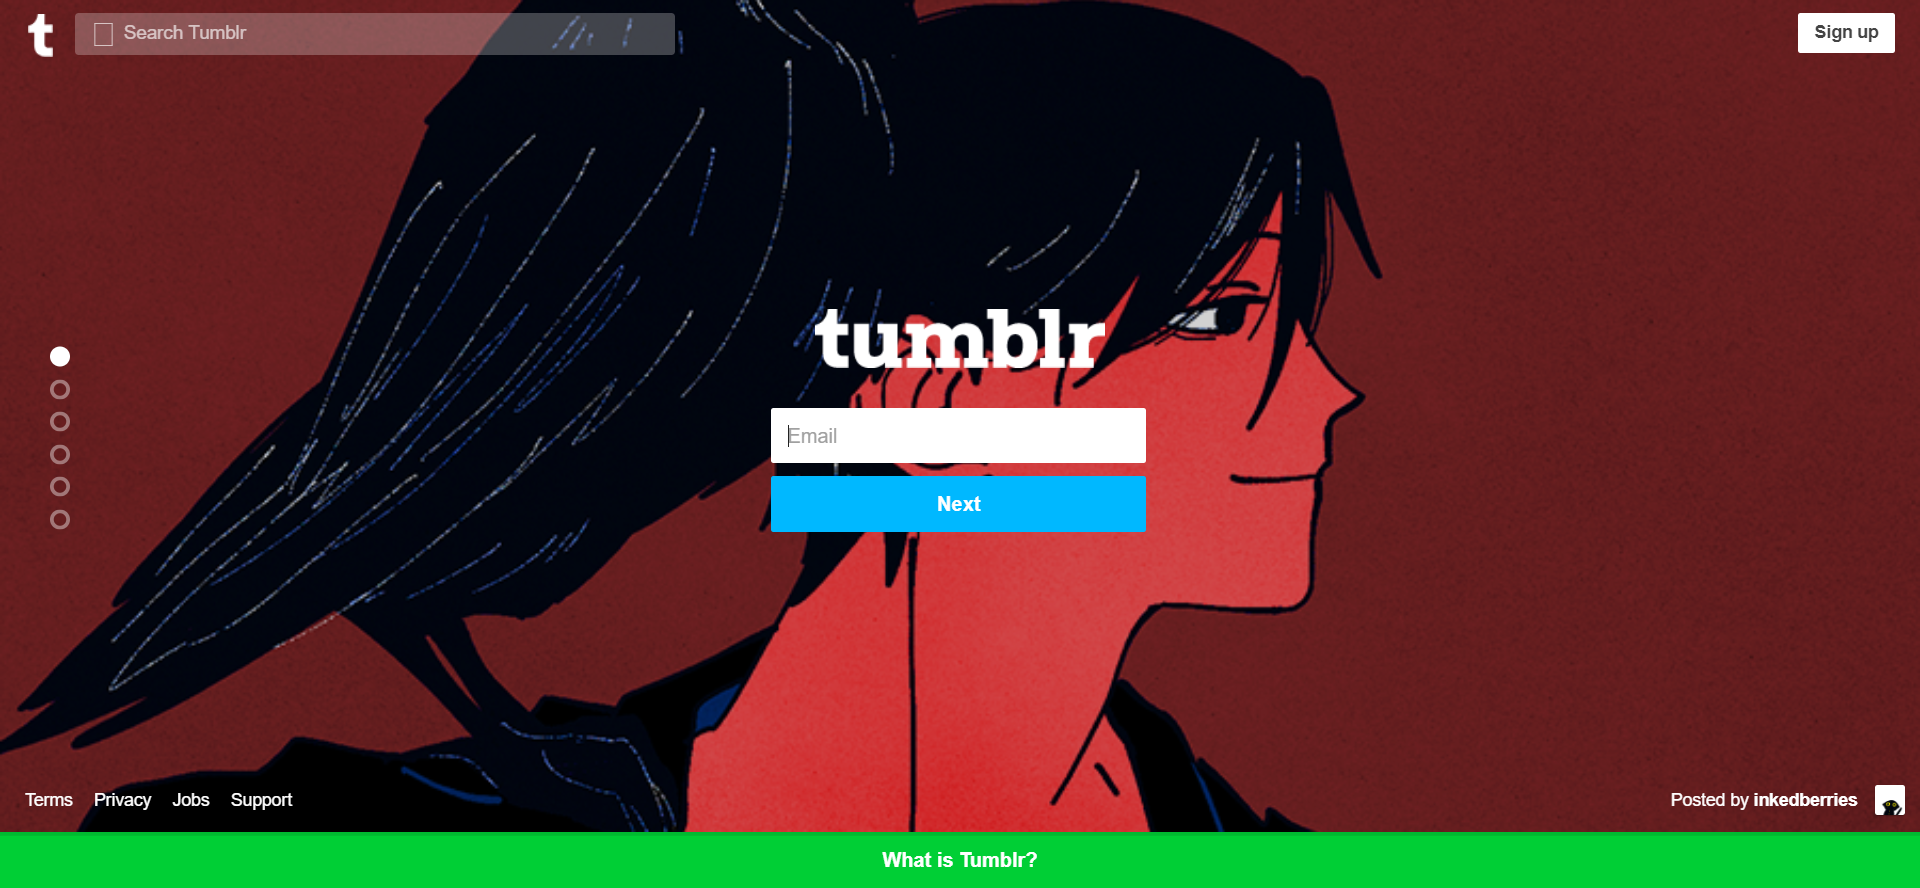 t
Search Tumblr
Sign up
tumblr
Email
Next
Terms Privacy Jobs Support
Posted by inkedberries
What is Tumblr?